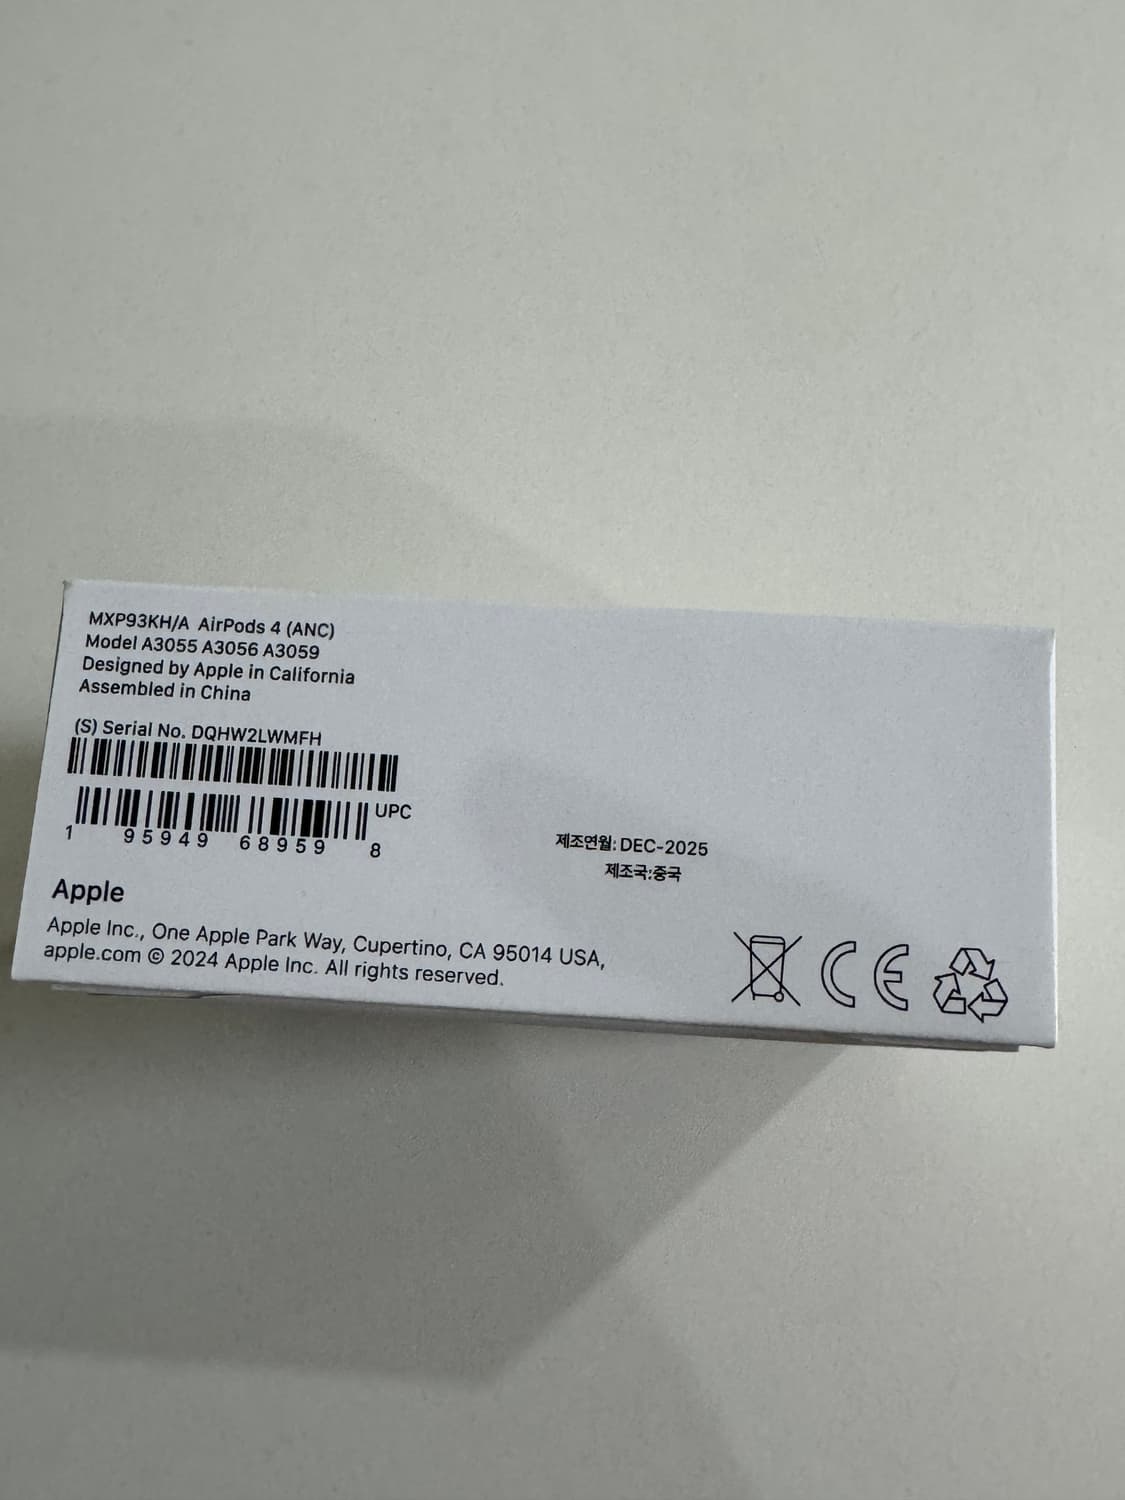 MXP93KH/A AirPods 4 (ANC)
Model A3055 A3056 A3059
Designed by Apple in California
Assembled in China
(S) Serial No. DQHW2LWMFH
UPC
1 95949 68959 8
제조연월: DEC-2025
제조국:중국
Apple
Apple Inc., One Apple Park Way, Cupertino, CA 95014 USA,
apple.com © 2024 Apple Inc. All rights reserved.
CE